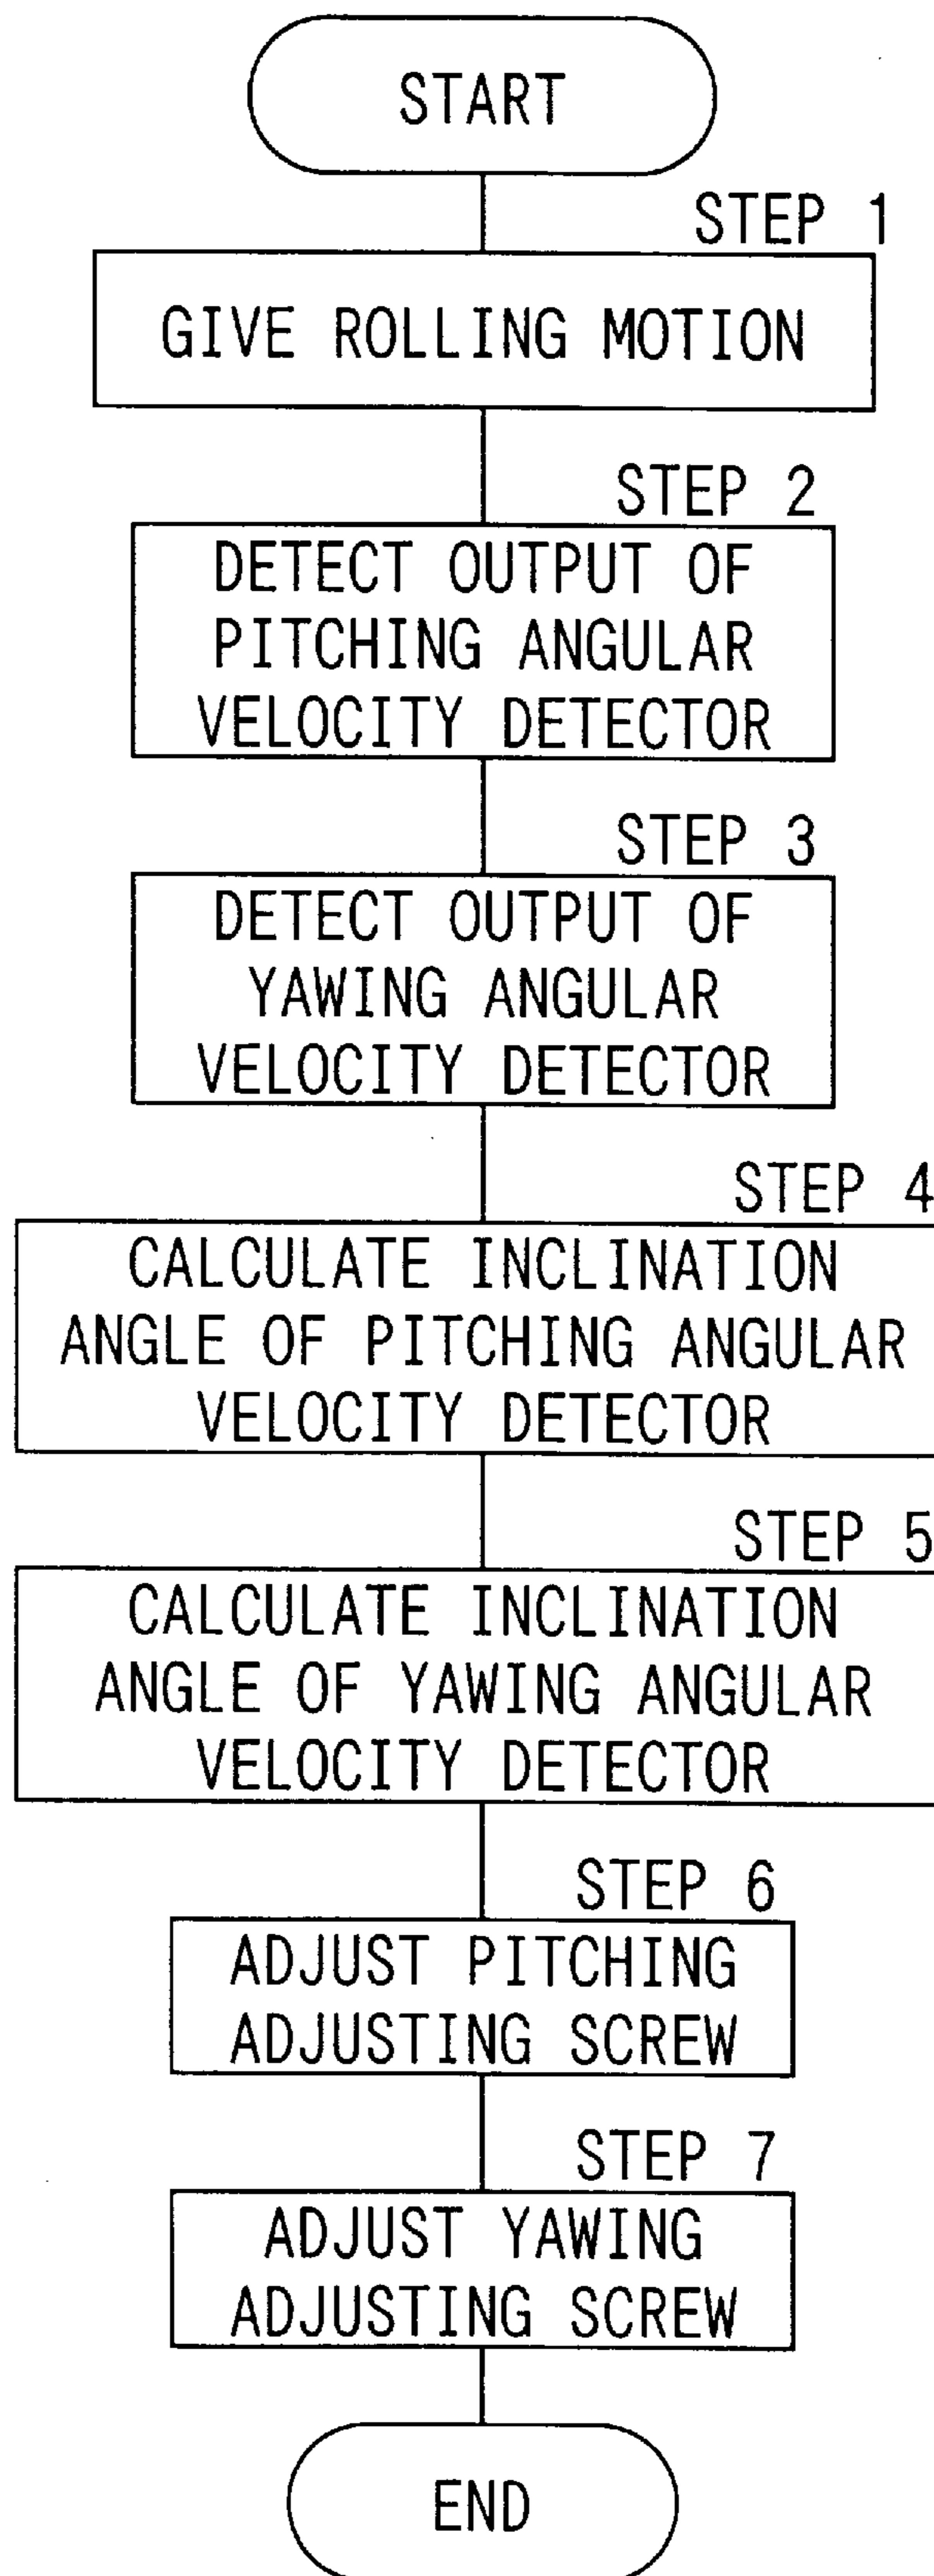 START
STEP 1
GIVE ROLLING MOTION
STEP 2
DETECT OUTPUT OF
PITCHING ANGULAR
VELOCITY DETECTOR
STEP 3
DETECT OUTPUT OF
YAWING ANGULAR
VELOCITY DETECTOR
STEP 4
CALCULATE INCLINATION
ANGLE OF PITCHING ANGULAR
VELOCITY DETECTOR
STEP 5
CALCULATE INCLINATION
ANGLE OF YAWING ANGULAR
VELOCITY DETECTOR
STEP 6
ADJUST PITCHING
ADJUSTING SCREW
STEP 7
ADJUST YAWING
ADJUSTING SCREW
END